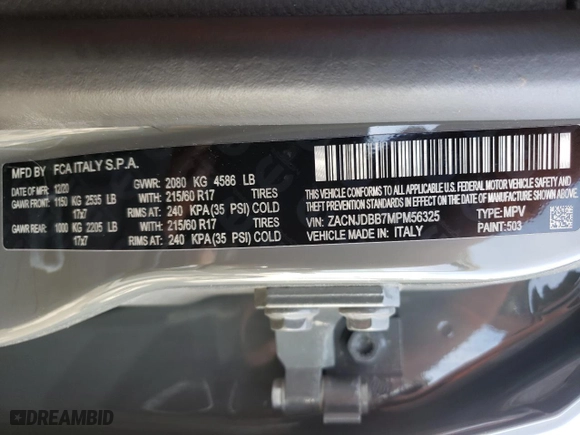 MFD BY FCA ITALY S.P.A.
DATE OF MFD 12/20 GVWR: 2080 KG 4586 LB
GAWR FRONT: 1150 KG 2535 LB WITH: 215/60 R17 TIRES
17x7 RIMS: 240 KPA (35 PSI) COLD
GAWR REAR: 1000 KG 2205 LB WITH: 215/60 R17 TIRES
17x7 RIMS: AT: 240 KPA (35 PSI) COLD
THIS VEHICLE CONFORMS TO ALL APPLICABLE U.S.A.
FEDERAL MOTOR VEHICLE SAFETY, BUMPER AND THEFT
PREVENTION STANDARDS IN EFFECT ON THE DATE OF
MANUFACTURE SHOWN ABOVE
VIN: ZACNJDBB7MPM56325 TYPE: MPV
VEHICLE MADE IN: ITALY PAINT: 503
DREAMBID